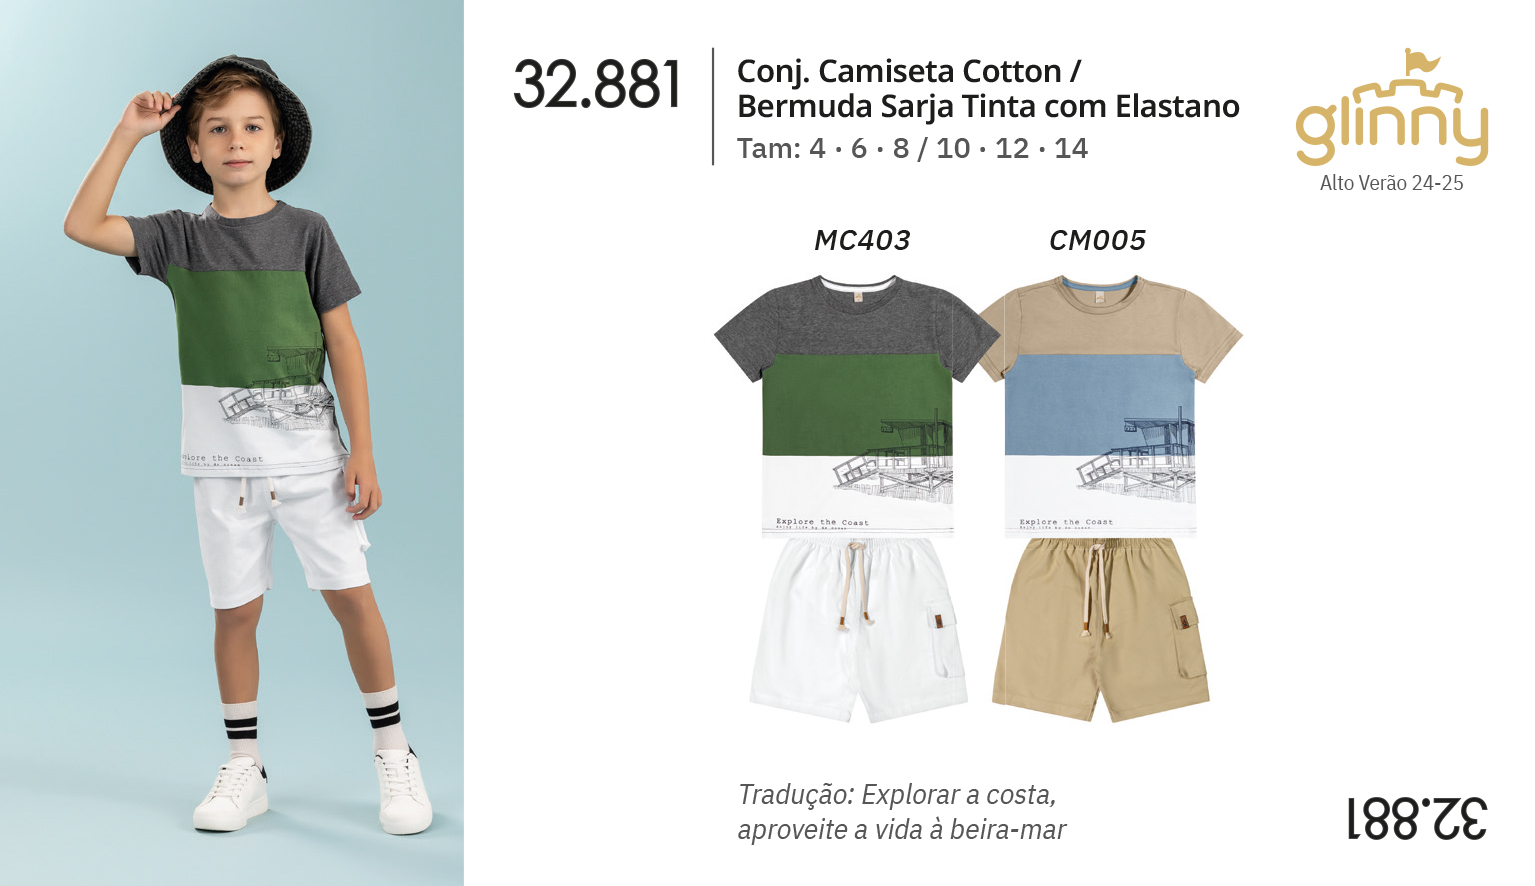 32.881
Conj. Camiseta Cotton /
Bermuda Sarja Tinta com Elastano
Tam: 4 · 6 · 8 / 10 · 12 · 14
glinny
Alto Verão 24-25
MC403
CM005
plore the Coast
Explore the Coast
Explore the Coast
Tradução: Explorar a costa,
aproveite a vida à beira-mar
32.881